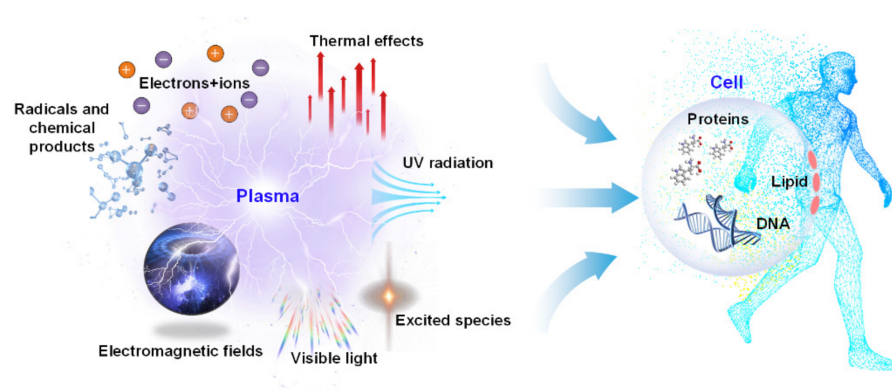 Thermal effects
Electrons+ions
Radicals and
chemical
products
UV radiation
Plasma
Excited species
Electromagnetic fields
Visible light
Cell
Proteins
Lipid
DNA